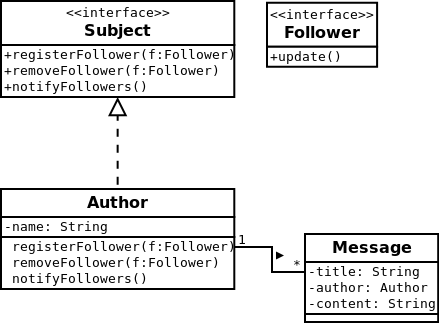 <<interface>>
Subject
+registerFollower(f:Follower)
+removeFollower(f:Follower)
+notifyFollowers()
<<interface>>
Follower
+update()
Author
-name: String
registerFollower(f:Follower)
removeFollower(f:Follower)
notifyFollowers()
1
*
Message
-title: String
-author: Author
-content: String